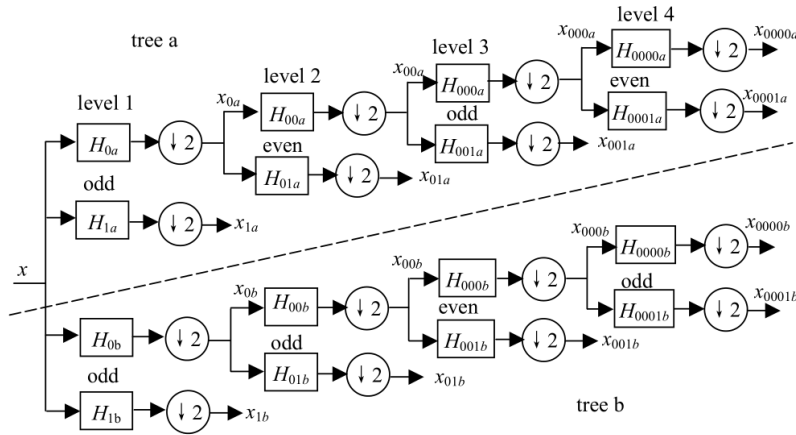 tree a
level 1
level 2
level 3
level 4
x
H0a
↓ 2
x0a
odd
H1a
↓ 2
x1a
H00a
↓ 2
x00a
even
H01a
↓ 2
x01a
H000a
↓ 2
x000a
odd
H001a
↓ 2
x001a
H0000a
↓ 2
x0000a
even
H0001a
↓ 2
x0001a
H0b
↓ 2
x0b
odd
H1b
↓ 2
x1b
H00b
↓ 2
x00b
odd
H01b
↓ 2
x01b
H000b
↓ 2
x000b
even
H001b
↓ 2
x001b
H0000b
↓ 2
x0000b
odd
H0001b
↓ 2
x0001b
tree b